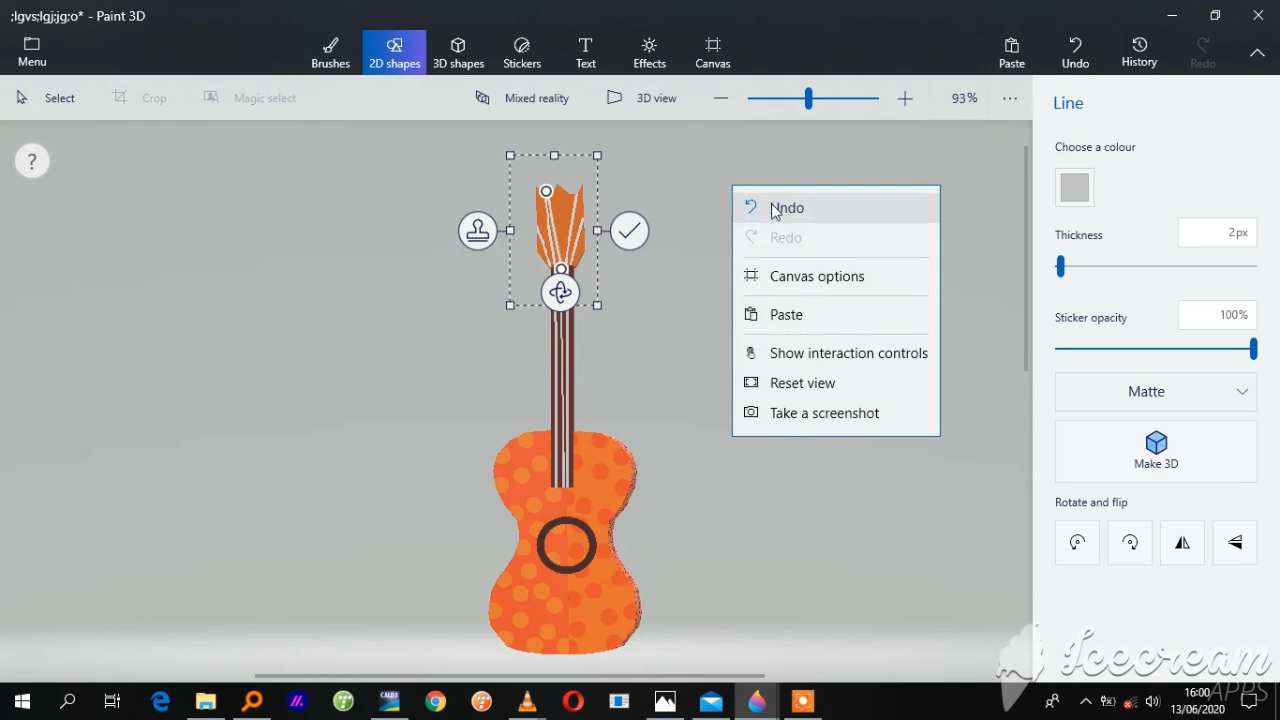 ;lgvs;lgj;jg;o* - Paint 3D
Menu
Brushes
2D shapes
3D shapes
Stickers
Text
Effects
Canvas
Paste
Undo
History
Redo
Select
Crop
Magic select
Mixed reality
3D view
93%
Line
?
Choose a colour
Undo
Redo
Canvas options
Paste
Show interaction controls
Reset view
Take a screenshot
Thickness
2px
Sticker opacity
100%
Matte
Make 3D
Rotate and flip
Icecream
APPS
16:00
13/06/2020